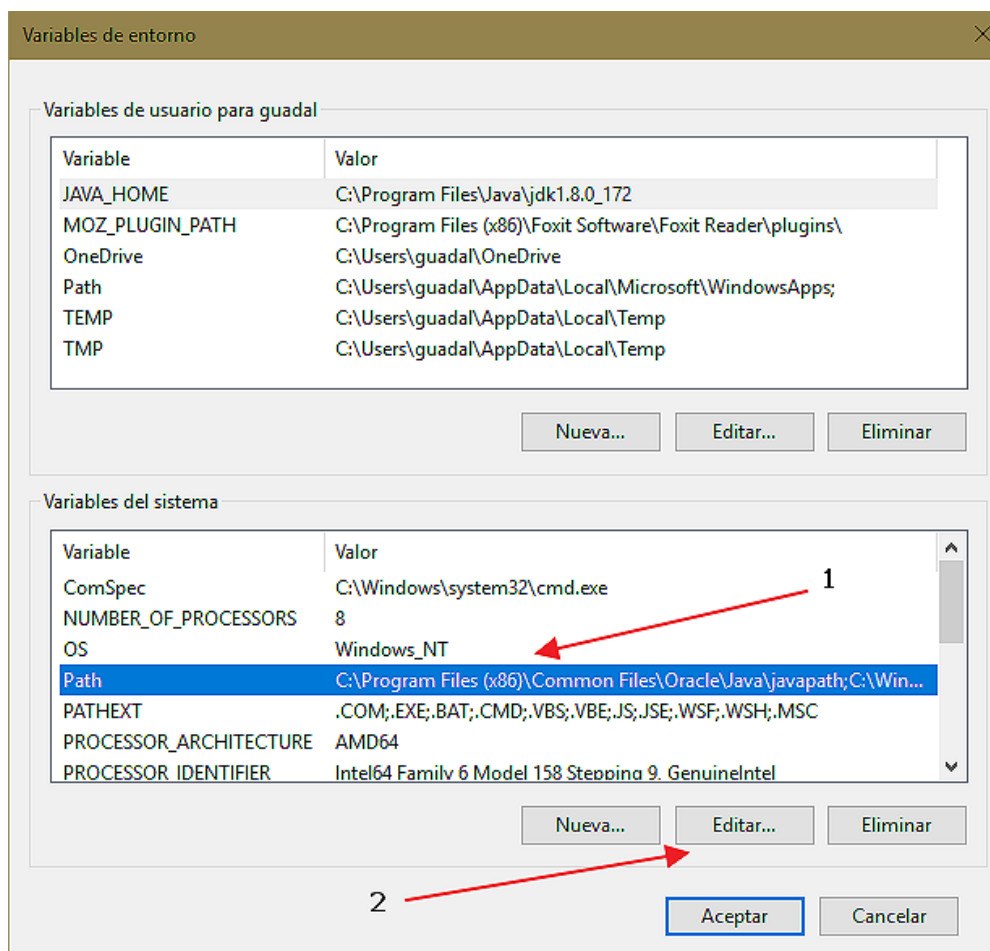 Variables de entorno
Variables de usuario para guadal
Variable Valor
JAVA_HOME C:\Program Files\Java\jdk1.8.0_172
MOZ_PLUGIN_PATH C:\Program Files (x86)\Foxit Software\Foxit Reader\plugins\
OneDrive C:\Users\guadal\OneDrive
Path C:\Users\guadal\AppData\Local\Microsoft\WindowsApps;
TEMP C:\Users\guadal\AppData\Local\Temp
TMP C:\Users\guadal\AppData\Local\Temp
Nueva... Editar... Eliminar
Variables del sistema
Variable Valor
1
ComSpec C:\Windows\system32\cmd.exe
NUMBER_OF_PROCESSORS 8
OS Windows_NT
Path C:\Program Files (x86)\Common Files\Oracle\Java\javapath;C:\Win...
PATHEXT .COM;.EXE;.BAT;.CMD;.VBS;.VBE;.JS;.JSE;.WSF;.WSH;.MSC
PROCESSOR_ARCHITECTURE AMD64
PROCESSOR_IDENTIFIER Intel64 Family 6 Model 158 Stepping 9, GenuineIntel
Nueva... Editar... Eliminar
2
Aceptar Cancelar